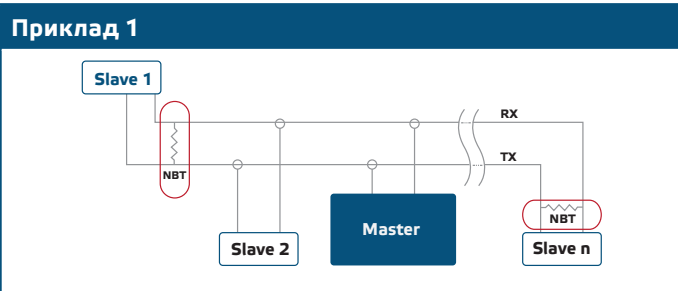 Приклад 1
Slave 1
RX
TX
NBT
NBT
Slave 2
Master
Slave n